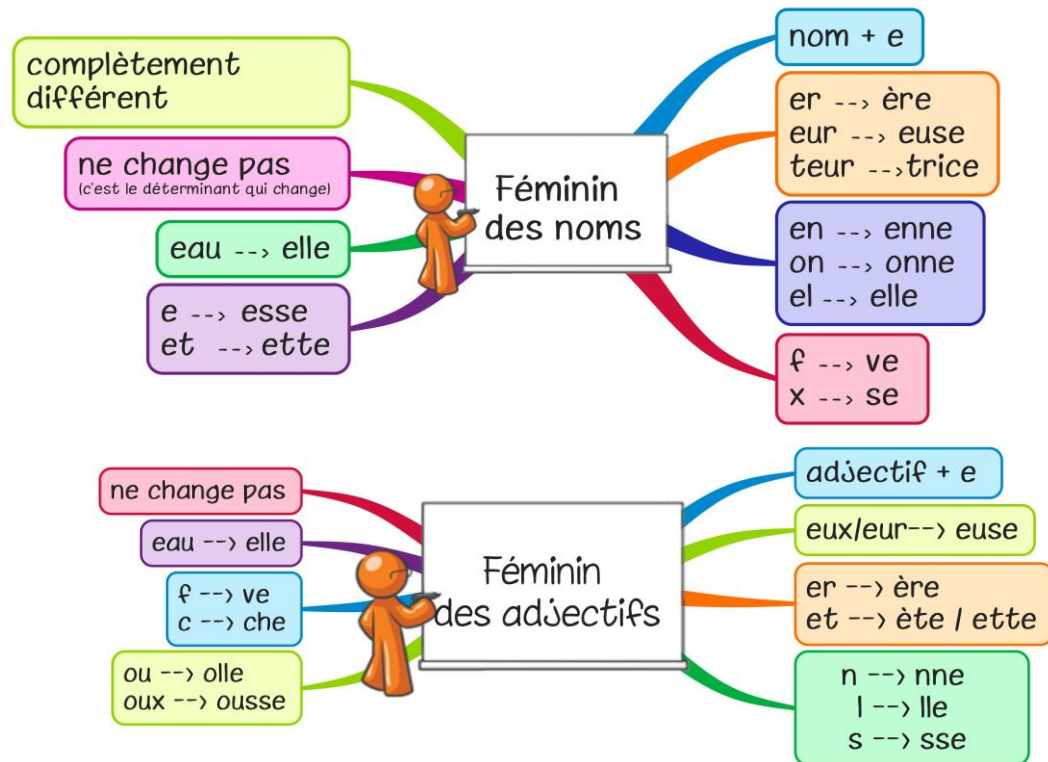 Féminin
des noms
nom + e
er --> ère
eur --> euse
teur --> trice
en --> enne
on --> onne
el --> elle
f --> ve
x --> se
complètement
différent
ne change pas
(c'est le déterminant qui change)
eau --> elle
e --> esse
et --> ette
Féminin
des adjectifs
adjectif + e
eux/eur--> euse
er --> ère
et --> ète / ette
n --> nne
l --> lle
s --> sse
ne change pas
eau --> elle
f --> ve
c --> che
ou --> olle
oux --> ousse